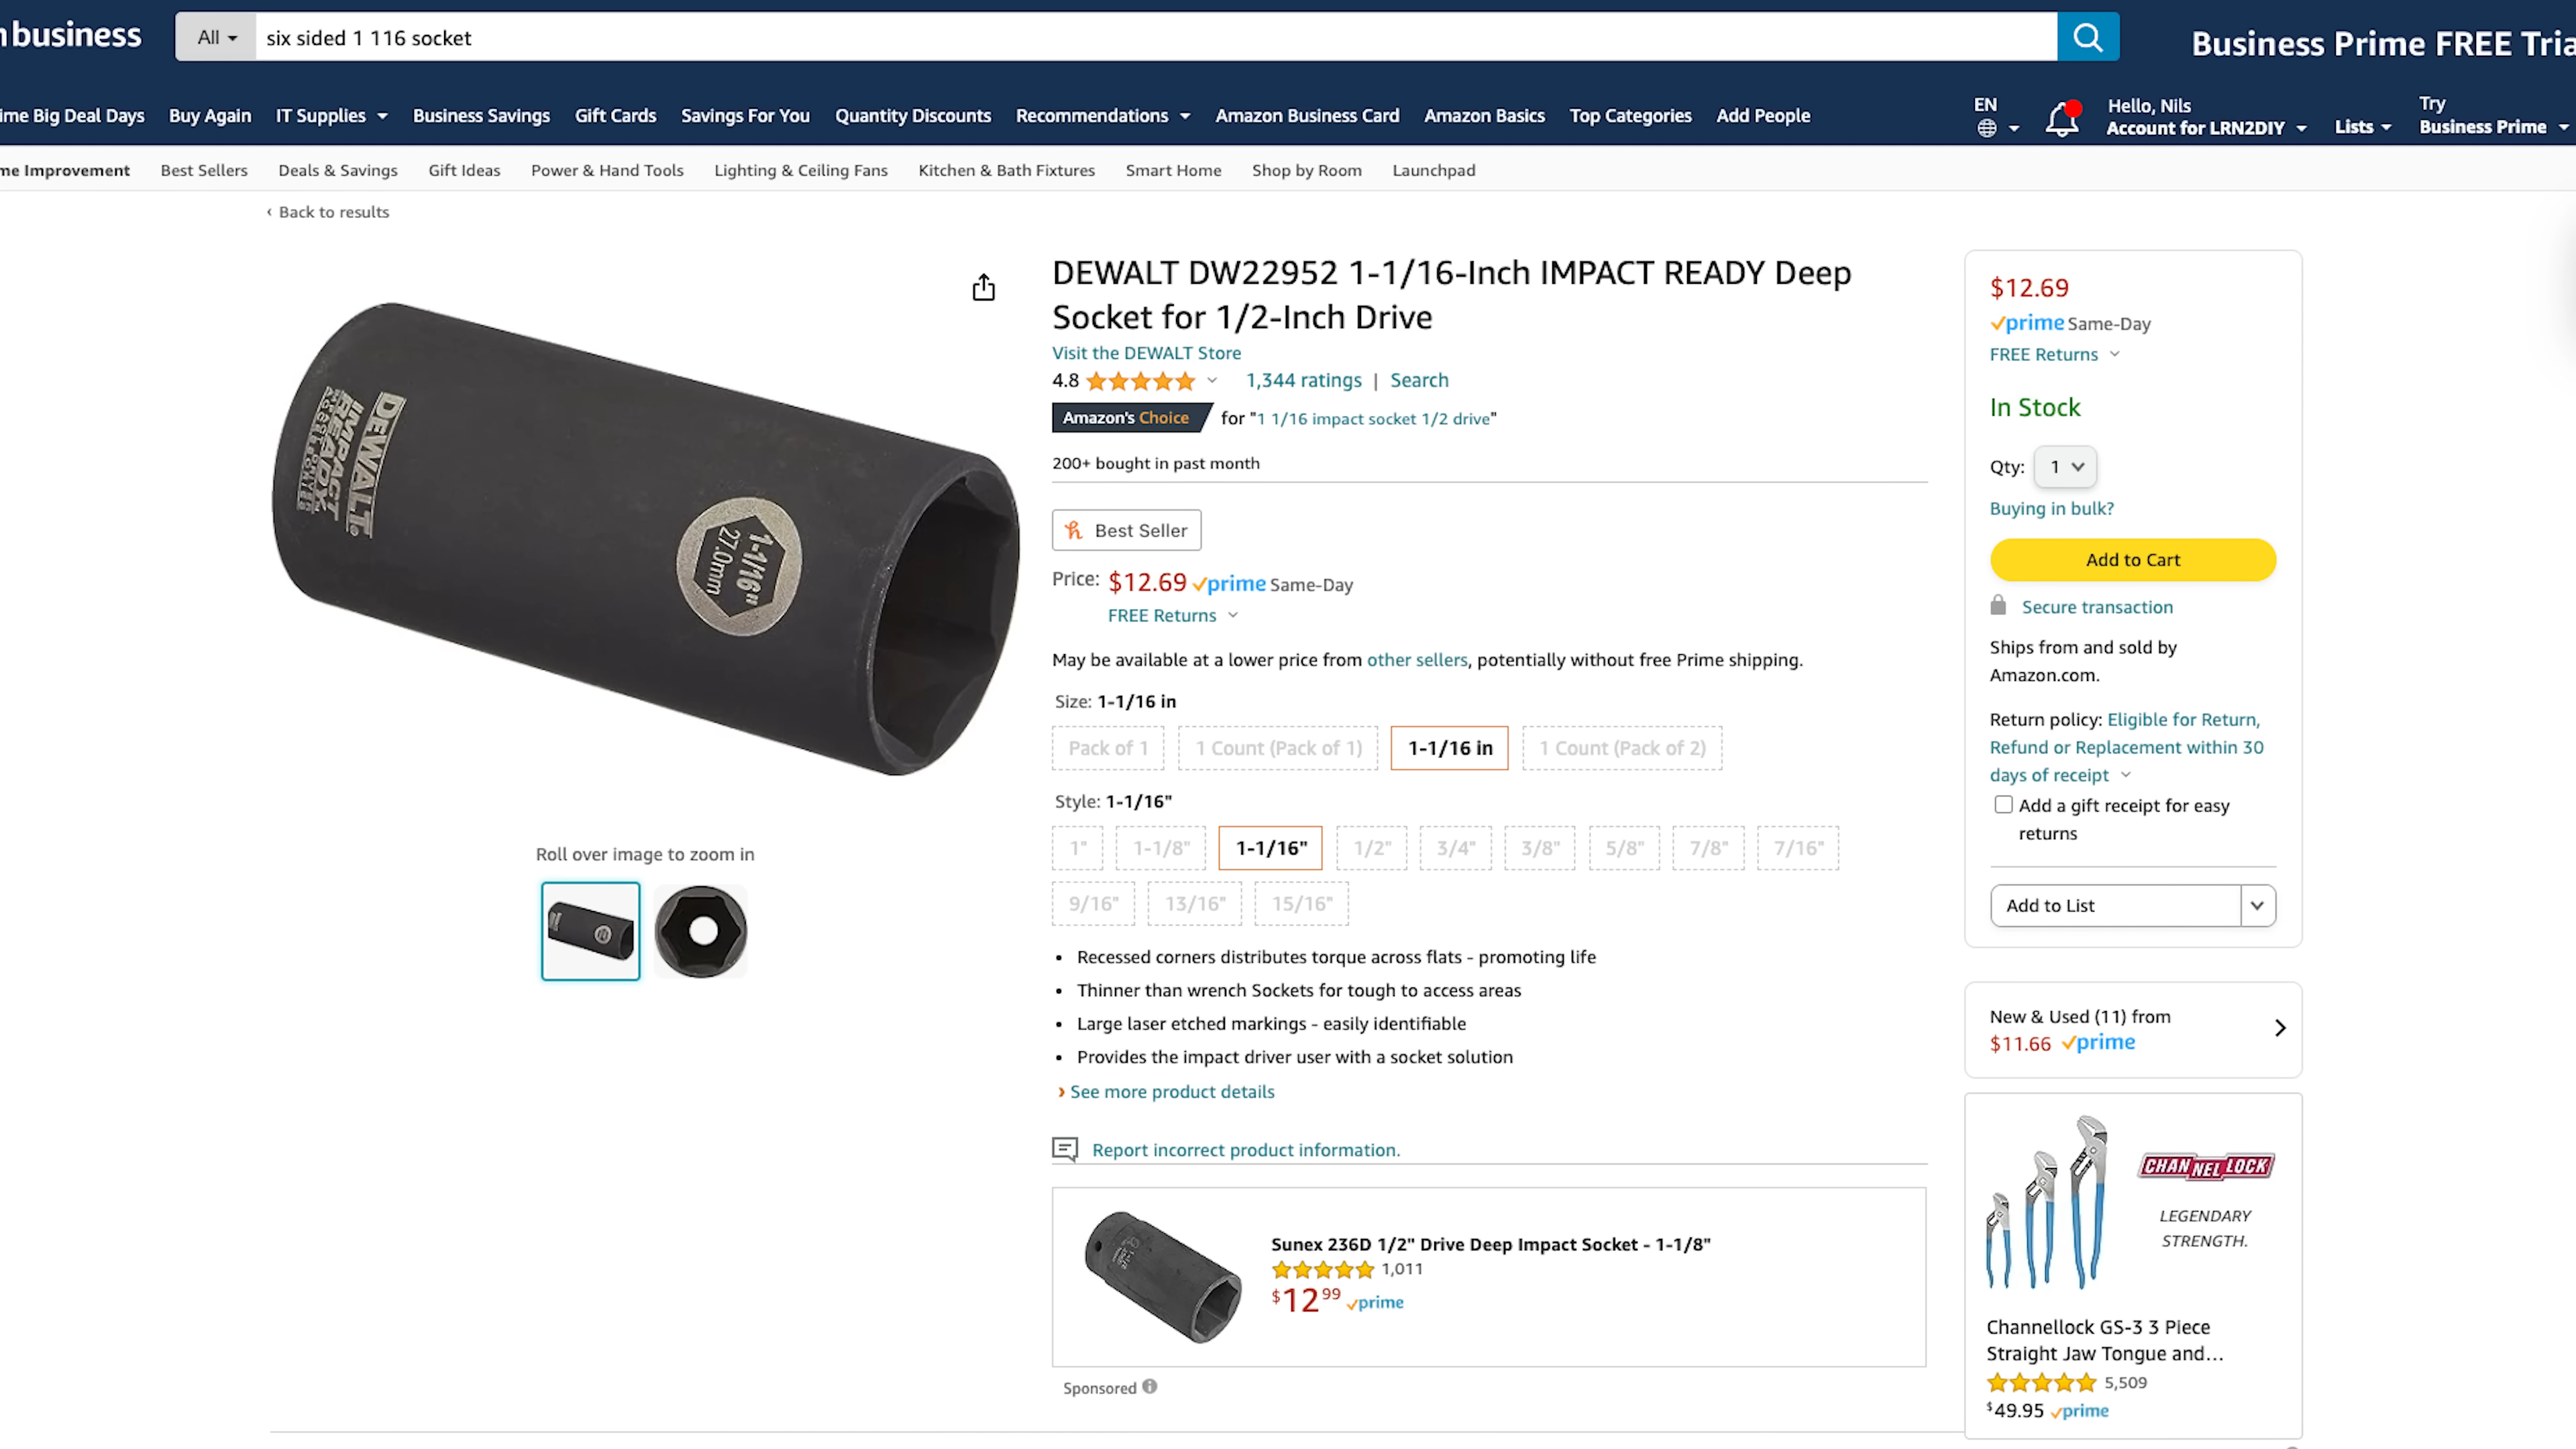 business
All
six sided 1 116 socket
Business Prime FREE Tria
ime Big Deal Days
Buy Again
IT Supplies
Business Savings
Gift Cards
Savings For You
Quantity Discounts
Recommendations
Amazon Business Card
Amazon Basics
Top Categories
Add People
EN
Hello, Nils
Account for LRN2DIY
Lists
Try
Business Prime
me Improvement
Best Sellers
Deals & Savings
Gift Ideas
Power & Hand Tools
Lighting & Ceiling Fans
Kitchen & Bath Fixtures
Smart Home
Shop by Room
Launchpad
‹ Back to results
DEWALT
IMPACT
READY
1-1/16"
27.0mm
Roll over image to zoom in
DEWALT DW22952 1-1/16-Inch IMPACT READY Deep
Socket for 1/2-Inch Drive
Visit the DEWALT Store
4.8
1,344 ratings | Search
Amazon's Choice for "1 1/16 impact socket 1/2 drive"
200+ bought in past month
Best Seller
Price: $12.69 prime Same-Day
FREE Returns
May be available at a lower price from other sellers, potentially without free Prime shipping.
Size: 1-1/16 in
Pack of 1
1 Count (Pack of 1)
1-1/16 in
1 Count (Pack of 2)
Style: 1-1/16"
1"
1-1/8"
1-1/16"
1/2"
3/4"
3/8"
5/8"
7/8"
7/16"
9/16"
13/16"
15/16"
• Recessed corners distributes torque across flats - promoting life
• Thinner than wrench Sockets for tough to access areas
• Large laser etched markings - easily identifiable
• Provides the impact driver user with a socket solution
› See more product details
Report incorrect product information.
Sunex 236D 1/2" Drive Deep Impact Socket - 1-1/8"
1,011
$12 99 prime
Sponsored
$12.69
prime Same-Day
FREE Returns
In Stock
Qty: 1
Buying in bulk?
Add to Cart
Secure transaction
Ships from and sold by
Amazon.com.
Return policy: Eligible for Return,
Refund or Replacement within 30
days of receipt
Add a gift receipt for easy
returns
Add to List
New & Used (11) from
$11.66 prime
CHANNELLOCK
LEGENDARY
STRENGTH.
Channellock GS-3 3 Piece
Straight Jaw Tongue and...
5,509
$49.95 prime